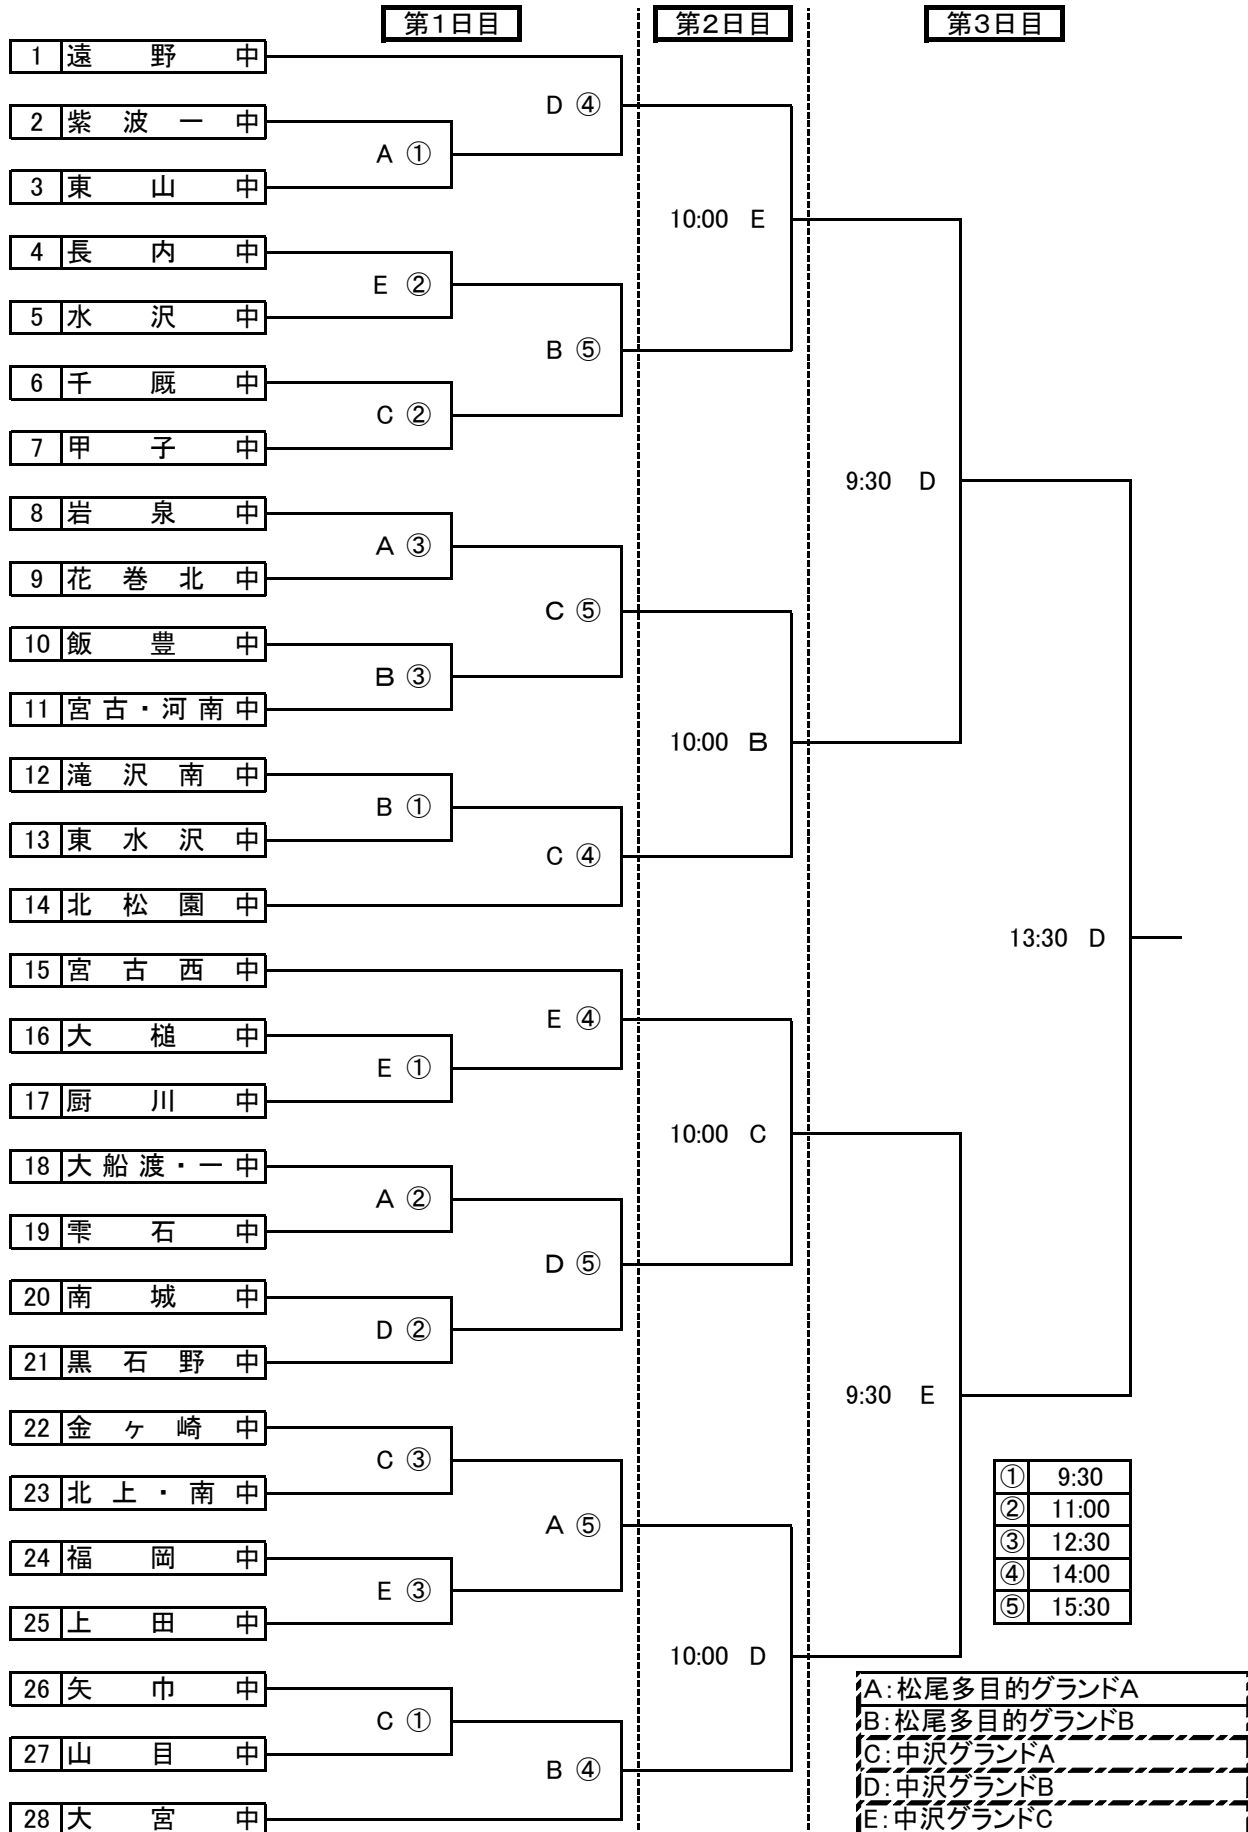 第1日目 第2日目 第3日目
1 遠野中
D ④
2 紫波一中
A ①
3 東山中
10:00 E
4 長内中
E ②
5 水沢中
B ⑤
6 千厩中
C ②
7 甲子中
9:30 D
8 岩泉中
A ③
9 花巻北中
C ⑤
10 飯豊中
B ③
11 宮古・河南中
10:00 B
12 滝沢南中
B ①
13 東水沢中
C ④
14 北松園中
13:30 D
15 宮古西中
E ④
16 大槌中
E ①
17 厨川中
10:00 C
18 大船渡・一中
A ②
19 雫石中
D ⑤
20 南城中
D ②
21 黒石野中
9:30 E
22 金ヶ崎中
C ③
23 北上・南中
A ⑤
24 福岡中
E ③
25 上田中
10:00 D
26 矢巾中
C ①
27 山目中
B ④
28 大宮中
① 9:30
② 11:00
③ 12:30
④ 14:00
⑤ 15:30
A:松尾多目的グランドA
B:松尾多目的グランドB
C:中沢グランドA
D:中沢グランドB
E:中沢グランドC